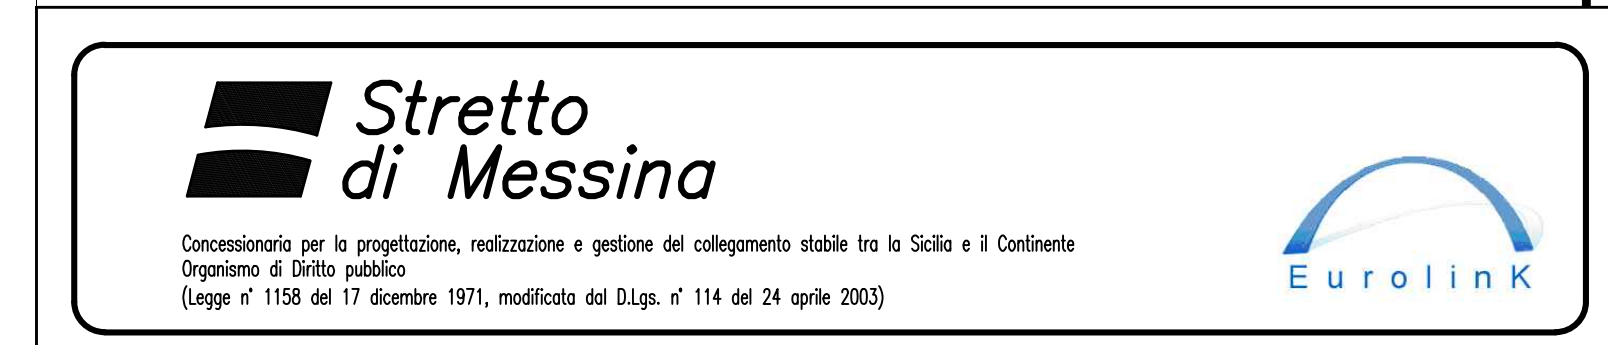 Stretto
di Messina
Concessionaria per la progettazione, realizzazione e gestione del collegamento stabile tra la Sicilia e il Continente
Organismo di Diritto pubblico
(Legge n° 1158 del 17 dicembre 1971, modificata dal D.Lgs. n° 114 del 24 aprile 2003)
EurolinK